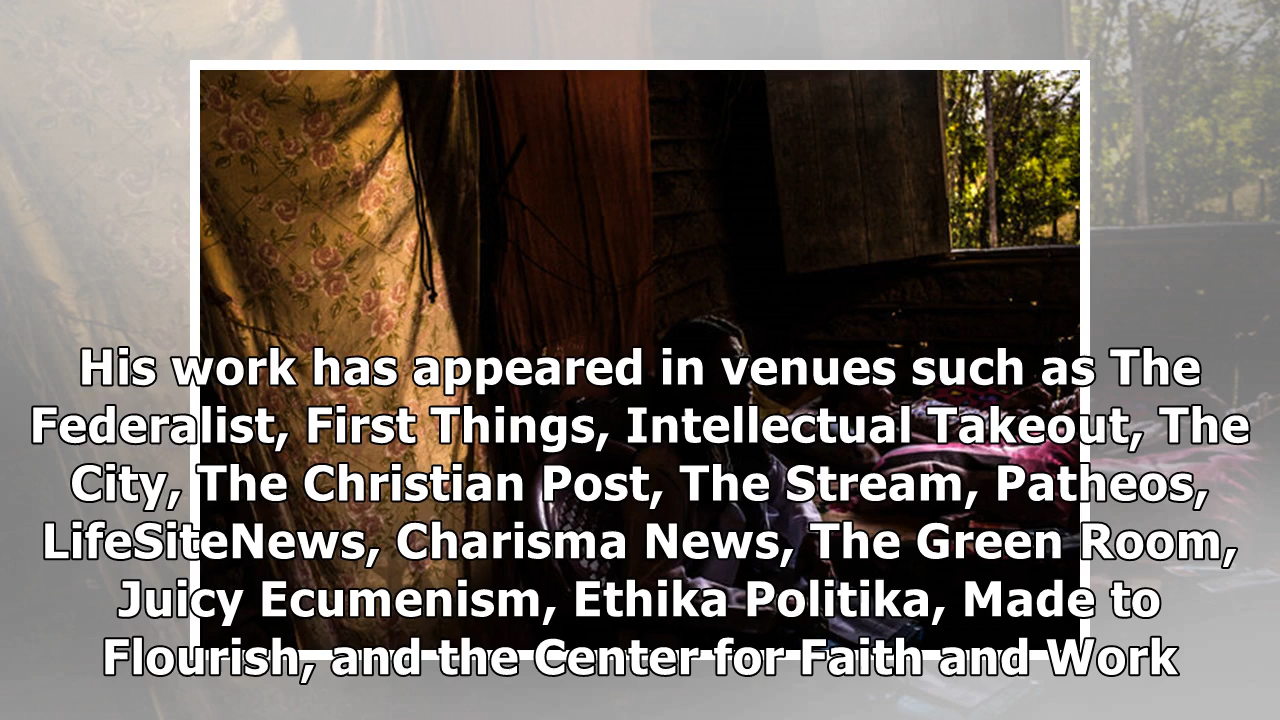 His work has appeared in venues such as The
Federalist, First Things, Intellectual Takeout, The
City, The Christian Post, The Stream, Patheos,
LifeSiteNews, Charisma News, The Green Room,
Juicy Ecumenism, Ethika Politika, Made to
Flourish, and the Center for Faith and Work